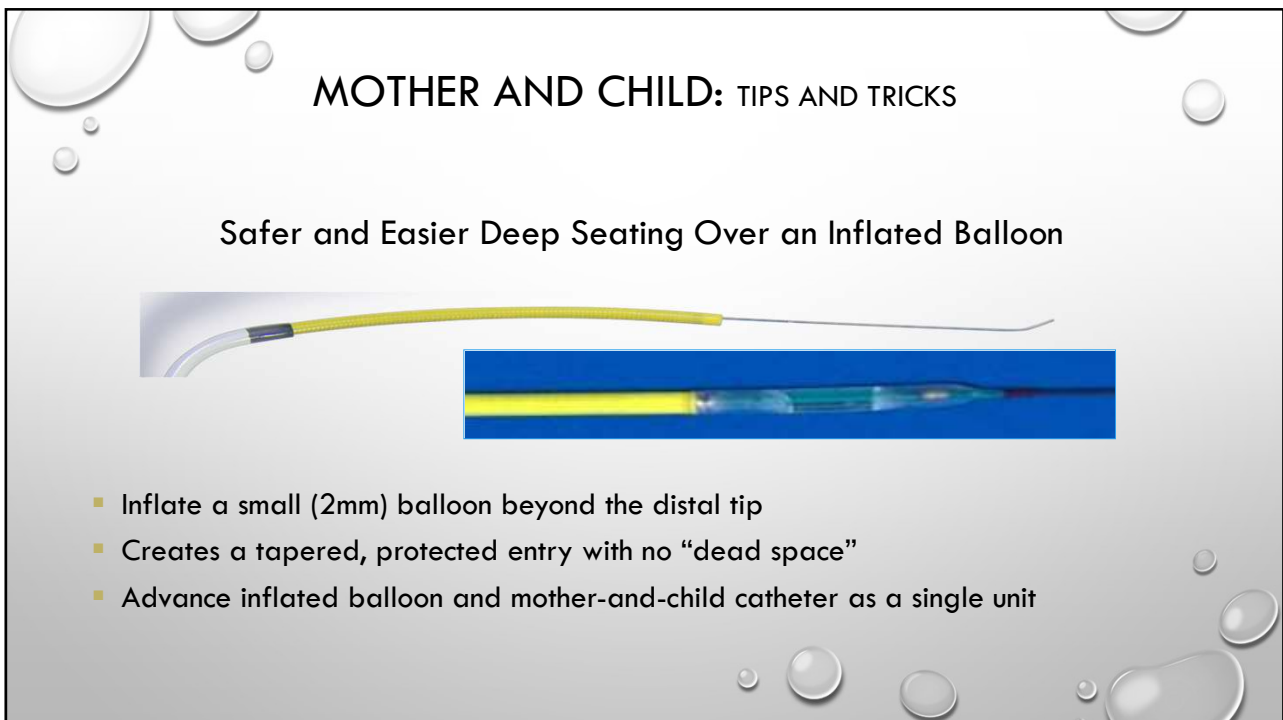 MOTHER AND CHILD: TIPS AND TRICKS
Safer and Easier Deep Seating Over an Inflated Balloon
▪ Inflate a small (2mm) balloon beyond the distal tip
▪ Creates a tapered, protected entry with no “dead space”
▪ Advance inflated balloon and mother-and-child catheter as a single unit